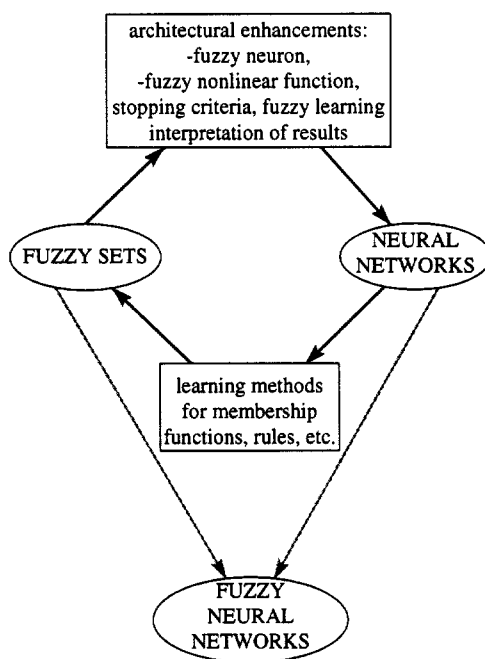 architectural enhancements:
-fuzzy neuron,
-fuzzy nonlinear function,
stopping criteria, fuzzy learning
interpretation of results
FUZZY SETS
NEURAL
NETWORKS
learning methods
for membership
functions, rules, etc.
FUZZY
NEURAL
NETWORKS